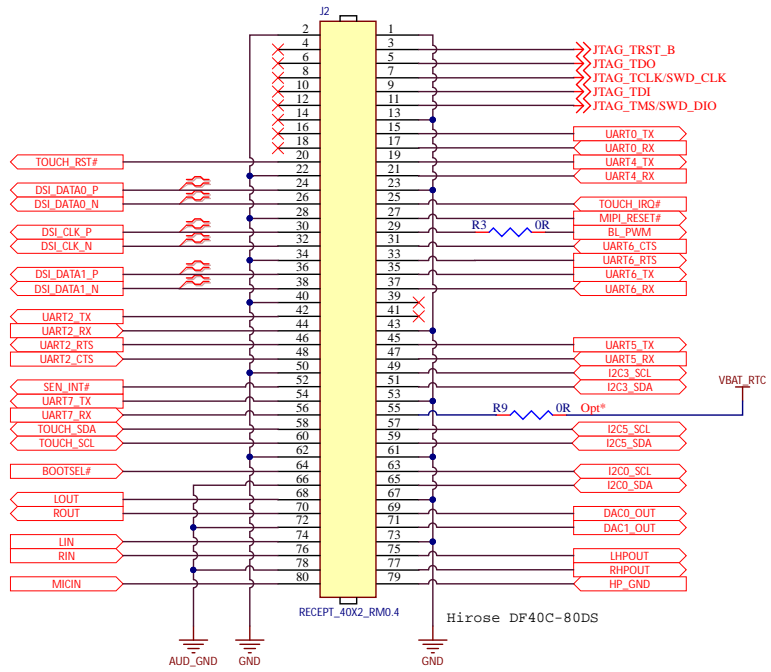 J2
2 1
4 3 JTAG_TRST_B
6 5 JTAG_TDO
8 7 JTAG_TCLK/SWD_CLK
10 9 JTAG_TDI
12 11 JTAG_TMS/SWD_DIO
14 13
16 15 UART0_TX
18 17 UART0_RX
TOUCH_RST# 20 19 UART4_TX
22 21 UART4_RX
DSI_DATA0_P 24 23
DSI_DATA0_N 26 25 TOUCH_IRQ#
28 27 MIPI_RESET#
DSI_CLK_P 30 29 R3 0R BL_PWM
DSI_CLK_N 32 31 UART6_CTS
34 33 UART6_RTS
DSI_DATA1_P 36 35 UART6_TX
DSI_DATA1_N 38 37 UART6_RX
40 39
UART2_TX 42 41
UART2_RX 44 43
UART2_RTS 46 45 UART5_TX
UART2_CTS 48 47 UART5_RX
50 49 I2C3_SCL
SEN_INT# 52 51 I2C3_SDA
VBAT_RTC
UART7_TX 54 53
UART7_RX 56 55 R9 0R Opt*
TOUCH_SDA 58 57 I2C5_SCL
TOUCH_SCL 60 59 I2C5_SDA
62 61
BOOTSEL# 64 63 I2C0_SCL
66 65 I2C0_SDA
LOUT 68 67
ROUT 70 69 DAC0_OUT
72 71 DAC1_OUT
LIN 74 73
RIN 76 75 LHPOUT
78 77 RHPOUT
MICIN 80 79 HP_GND
RECEPT_40X2_RM0.4
Hirose DF40C-80DS
AUD_GND GND GND